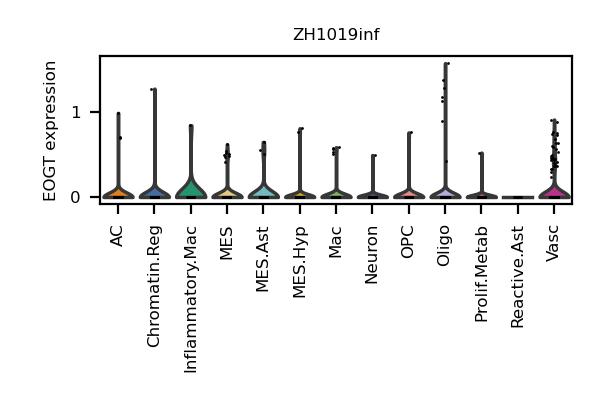 ZH1019inf
EOGT expression
1
0
AC
Chromatin.Reg
Inflammatory.Mac
MES
MES.Ast
MES.Hyp
Mac
Neuron
OPC
Oligo
Prolif.Metab
Reactive.Ast
Vasc